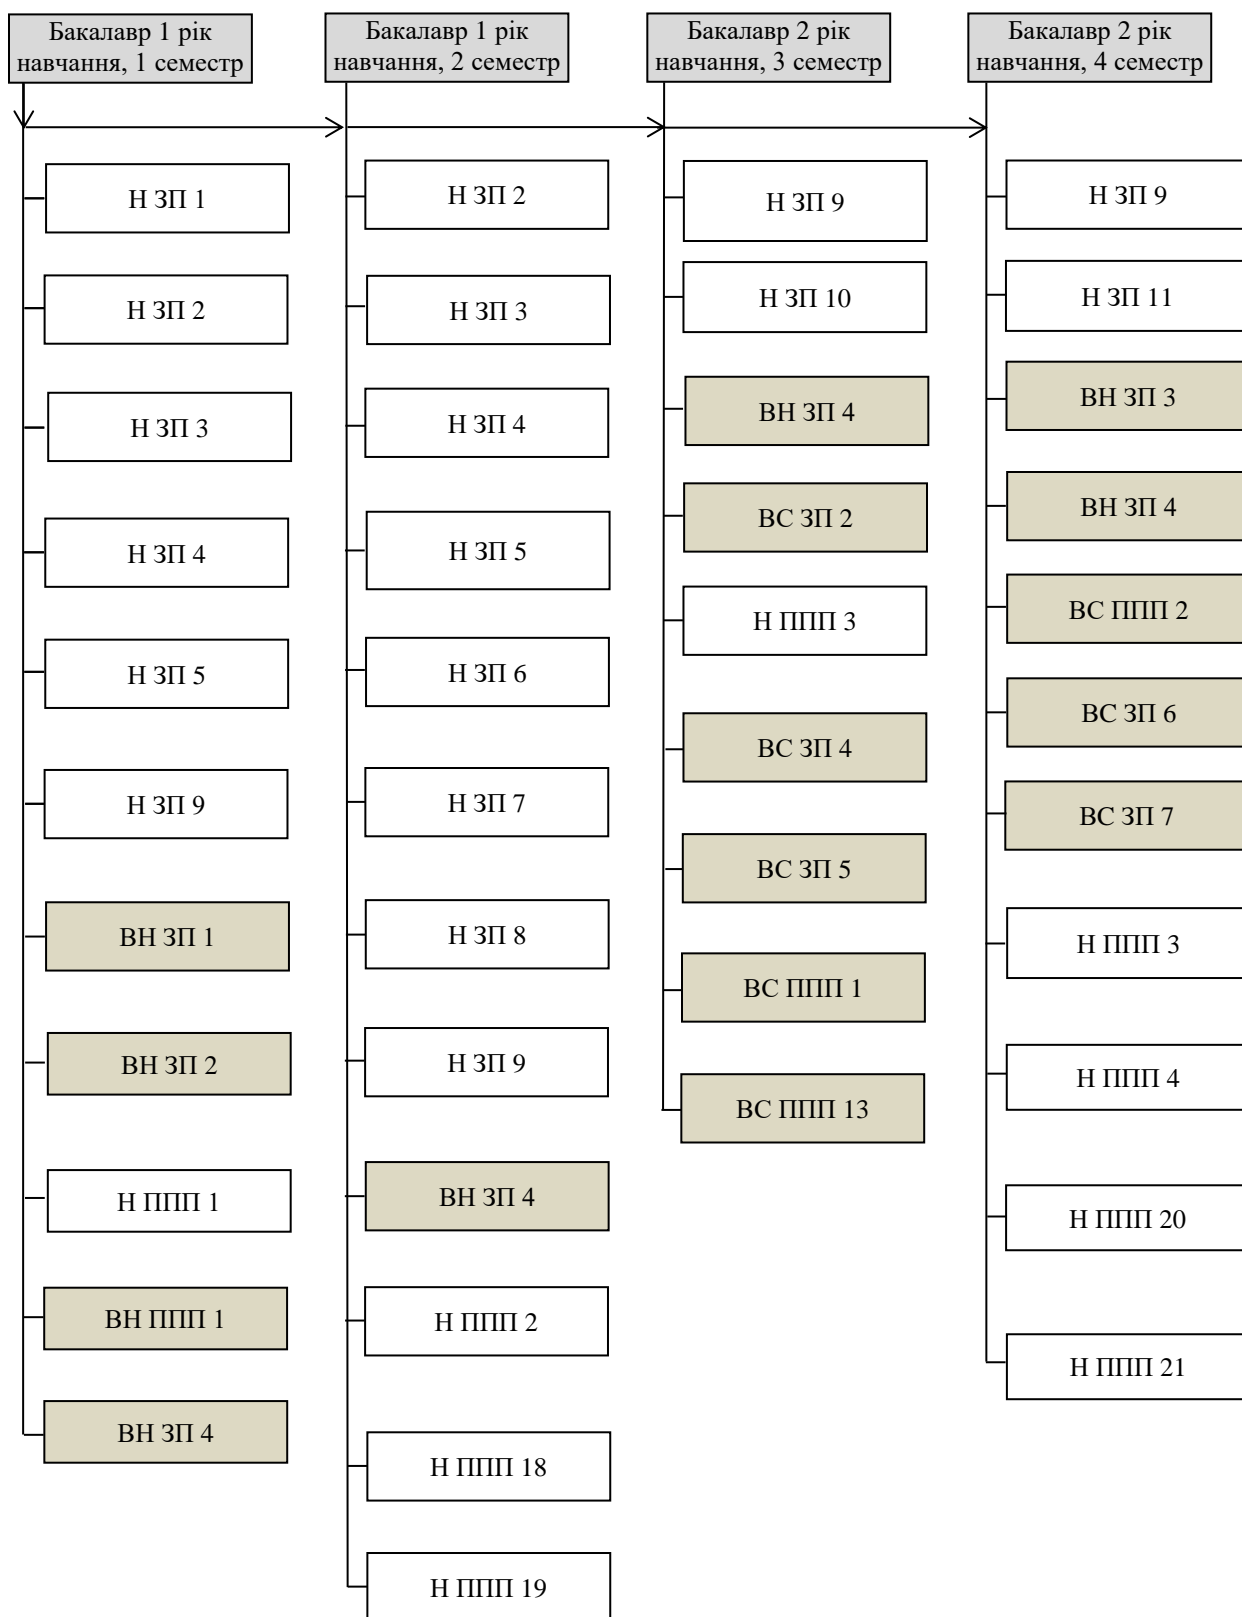 Бакалавр 1 рік
навчання, 1 семестр
Н ЗП 1
Н ЗП 2
Н ЗП 3
Н ЗП 4
Н ЗП 5
Н ЗП 9
ВН ЗП 1
ВН ЗП 2
Н ППП 1
ВН ППП 1
ВН ЗП 4
Бакалавр 1 рік
навчання, 2 семестр
Н ЗП 2
Н ЗП 3
Н ЗП 4
Н ЗП 5
Н ЗП 6
Н ЗП 7
Н ЗП 8
Н ЗП 9
ВН ЗП 4
Н ППП 2
Н ППП 18
Н ППП 19
Бакалавр 2 рік
навчання, 3 семестр
Н ЗП 9
Н ЗП 10
ВН ЗП 4
ВС ЗП 2
Н ППП 3
ВС ЗП 4
ВС ЗП 5
ВС ППП 1
ВС ППП 13
Бакалавр 2 рік
навчання, 4 семестр
Н ЗП 9
Н ЗП 11
ВН ЗП 3
ВН ЗП 4
ВС ППП 2
ВС ЗП 6
ВС ЗП 7
Н ППП 3
Н ППП 4
Н ППП 20
Н ППП 21